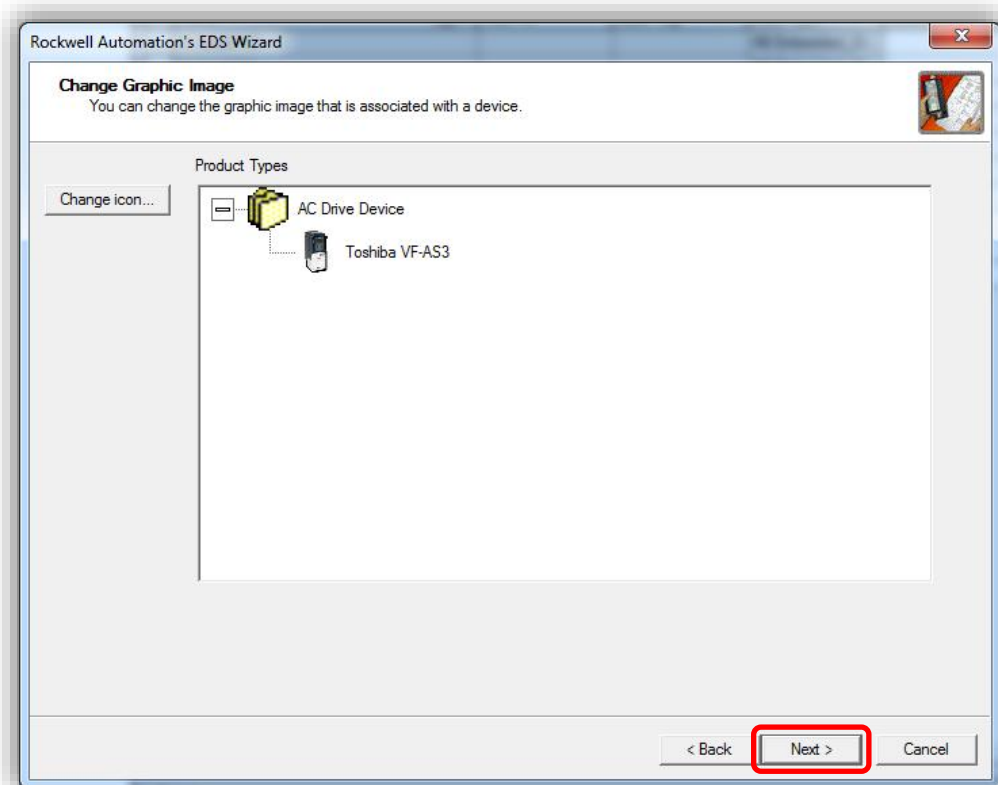 Rockwell Automation's EDS Wizard
Change Graphic Image
You can change the graphic image that is associated with a device.
Product Types
Change icon...
AC Drive Device
Toshiba VF-AS3
< Back
Next >
Cancel